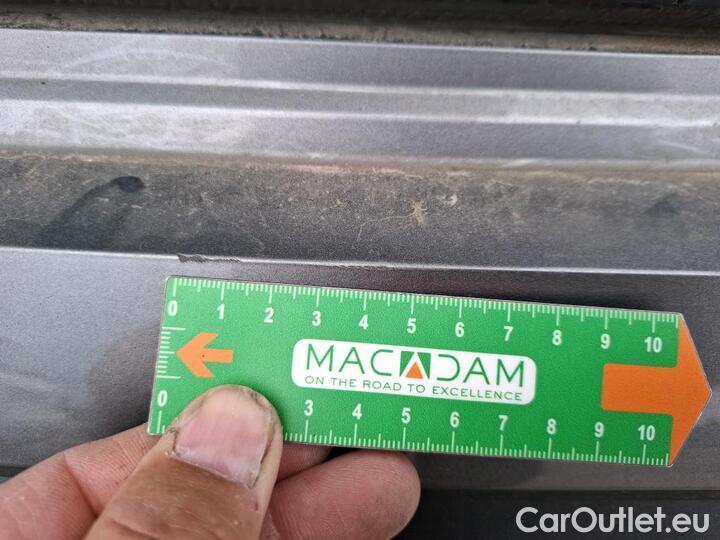 0 1 2 3 4 5 6 7 8 9 10
MACADAM
ON THE ROAD TO EXCELLENCE
0 3 4 5 6 7 8 9 10
CarOutlet.eu